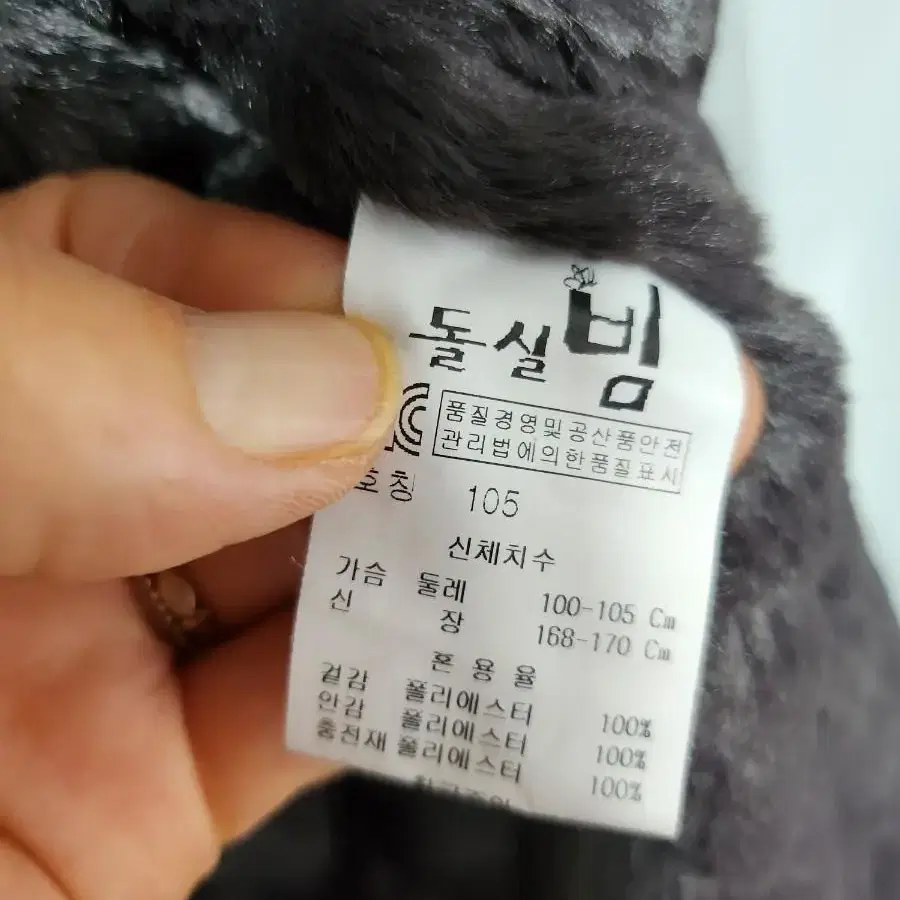 돌실빔
품질경영및공산품안전
관리법에의한품질표시
호칭 105
신체치수
가슴 둘레 100-105 Cm
신 장 168-170 Cm
혼 용 율
겉감 폴리에스터 100%
안감 폴리에스터 100%
충전재 폴리에스터 100%